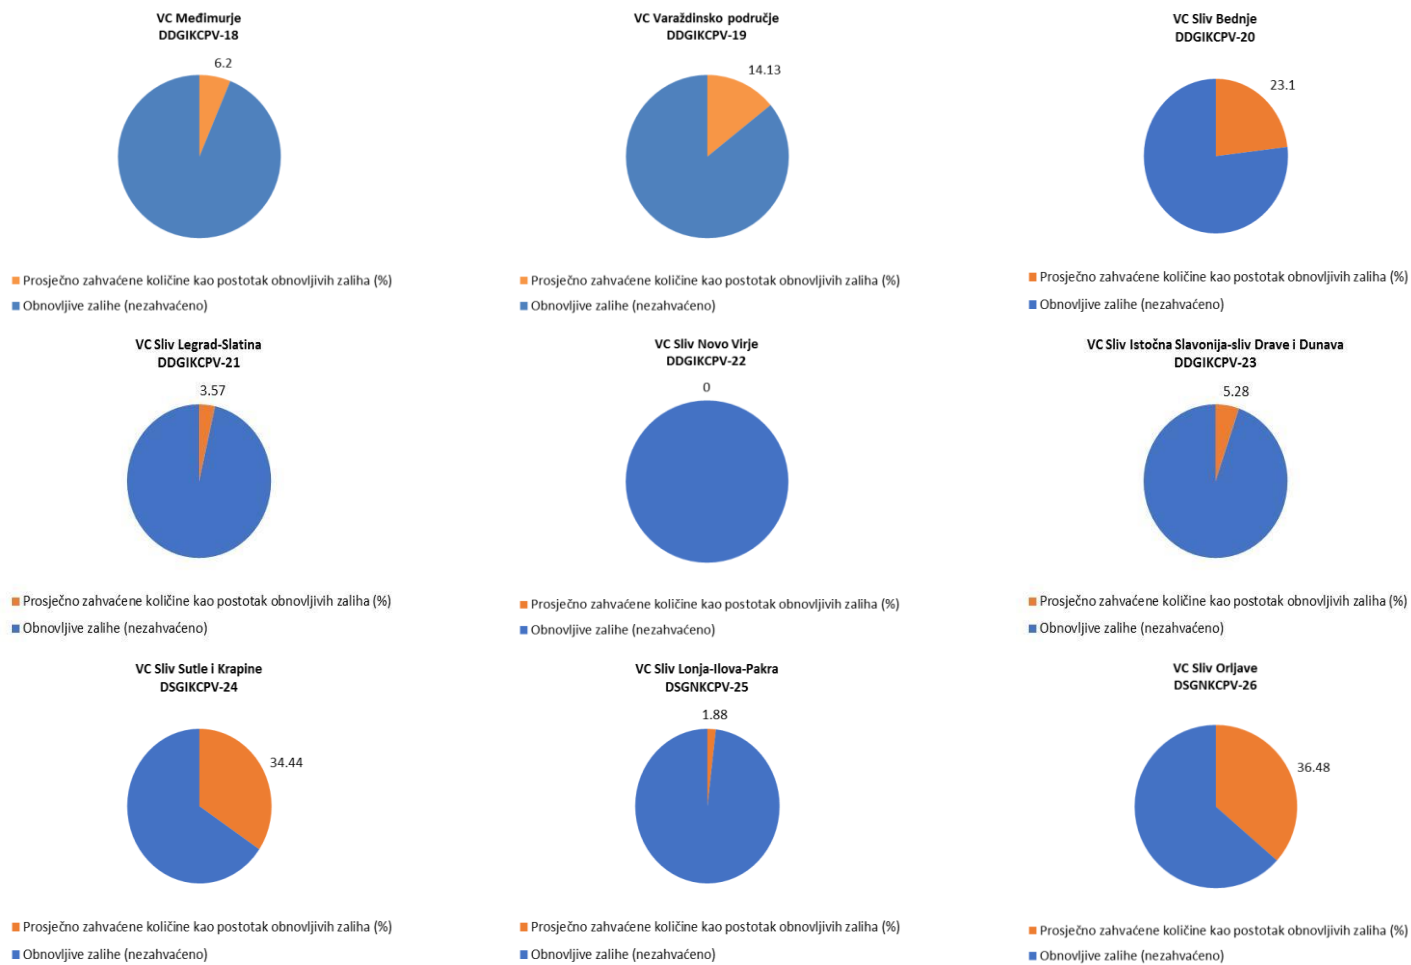 VC Međimurje
DDGIKCPV-18
6.2
Prosječno zahvaćene količine kao postotak obnovljivih zaliha (%)
Obnovljive zalihe (nezahvaćeno)
VC Varaždinsko područje
DDGIKCPV-19
14.13
Prosječno zahvaćene količine kao postotak obnovljivih zaliha (%)
Obnovljive zalihe (nezahvaćeno)
VC Sliv Bednje
DDGIKCPV-20
23.1
Prosječno zahvaćene količine kao postotak obnovljivih zaliha (%)
Obnovljive zalihe (nezahvaćeno)
VC Sliv Legrad-Slatina
DDGIKCPV-21
3.57
Prosječno zahvaćene količine kao postotak obnovljivih zaliha (%)
Obnovljive zalihe (nezahvaćeno)
VC Sliv Novo Virje
DDGIKCPV-22
0
Prosječno zahvaćene količine kao postotak obnovljivih zaliha (%)
Obnovljive zalihe (nezahvaćeno)
VC Sliv Istočna Slavonija-sliv Drave i Dunava
DDGIKCPV-23
5.28
Prosječno zahvaćene količine kao postotak obnovljivih zaliha (%)
Obnovljive zalihe (nezahvaćeno)
VC Sliv Sutle i Krapine
DSGIKCPV-24
34.44
Prosječno zahvaćene količine kao postotak obnovljivih zaliha (%)
Obnovljive zalihe (nezahvaćeno)
VC Sliv Lonja-Ilova-Pakra
DSGNKCPV-25
1.88
Prosječno zahvaćene količine kao postotak obnovljivih zaliha (%)
Obnovljive zalihe (nezahvaćeno)
VC Sliv Orljave
DSGNKCPV-26
36.48
Prosječno zahvaćene količine kao postotak obnovljivih zaliha (%)
Obnovljive zalihe (nezahvaćeno)